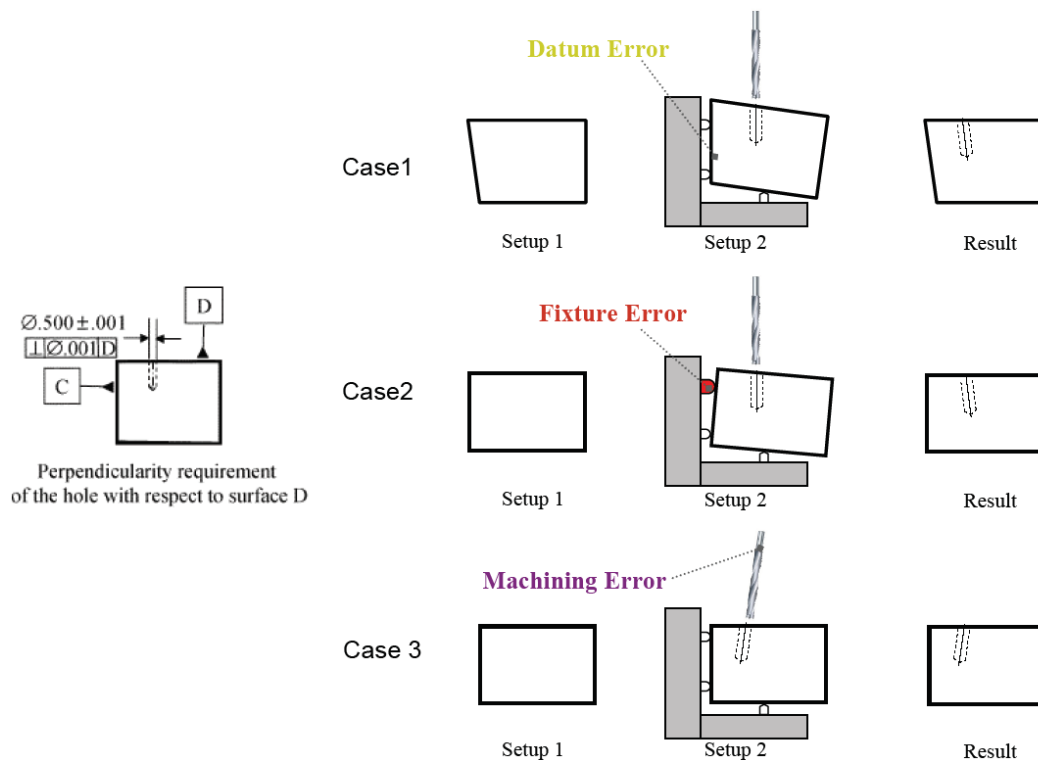 Datum Error
Case1
Setup 1
Setup 2
Result
D
Ø.500±.001
⊥|Ø.001|D
C
Perpendicularity requirement
of the hole with respect to surface D
Fixture Error
Case2
Setup 1
Setup 2
Result
Machining Error
Case 3
Setup 1
Setup 2
Result